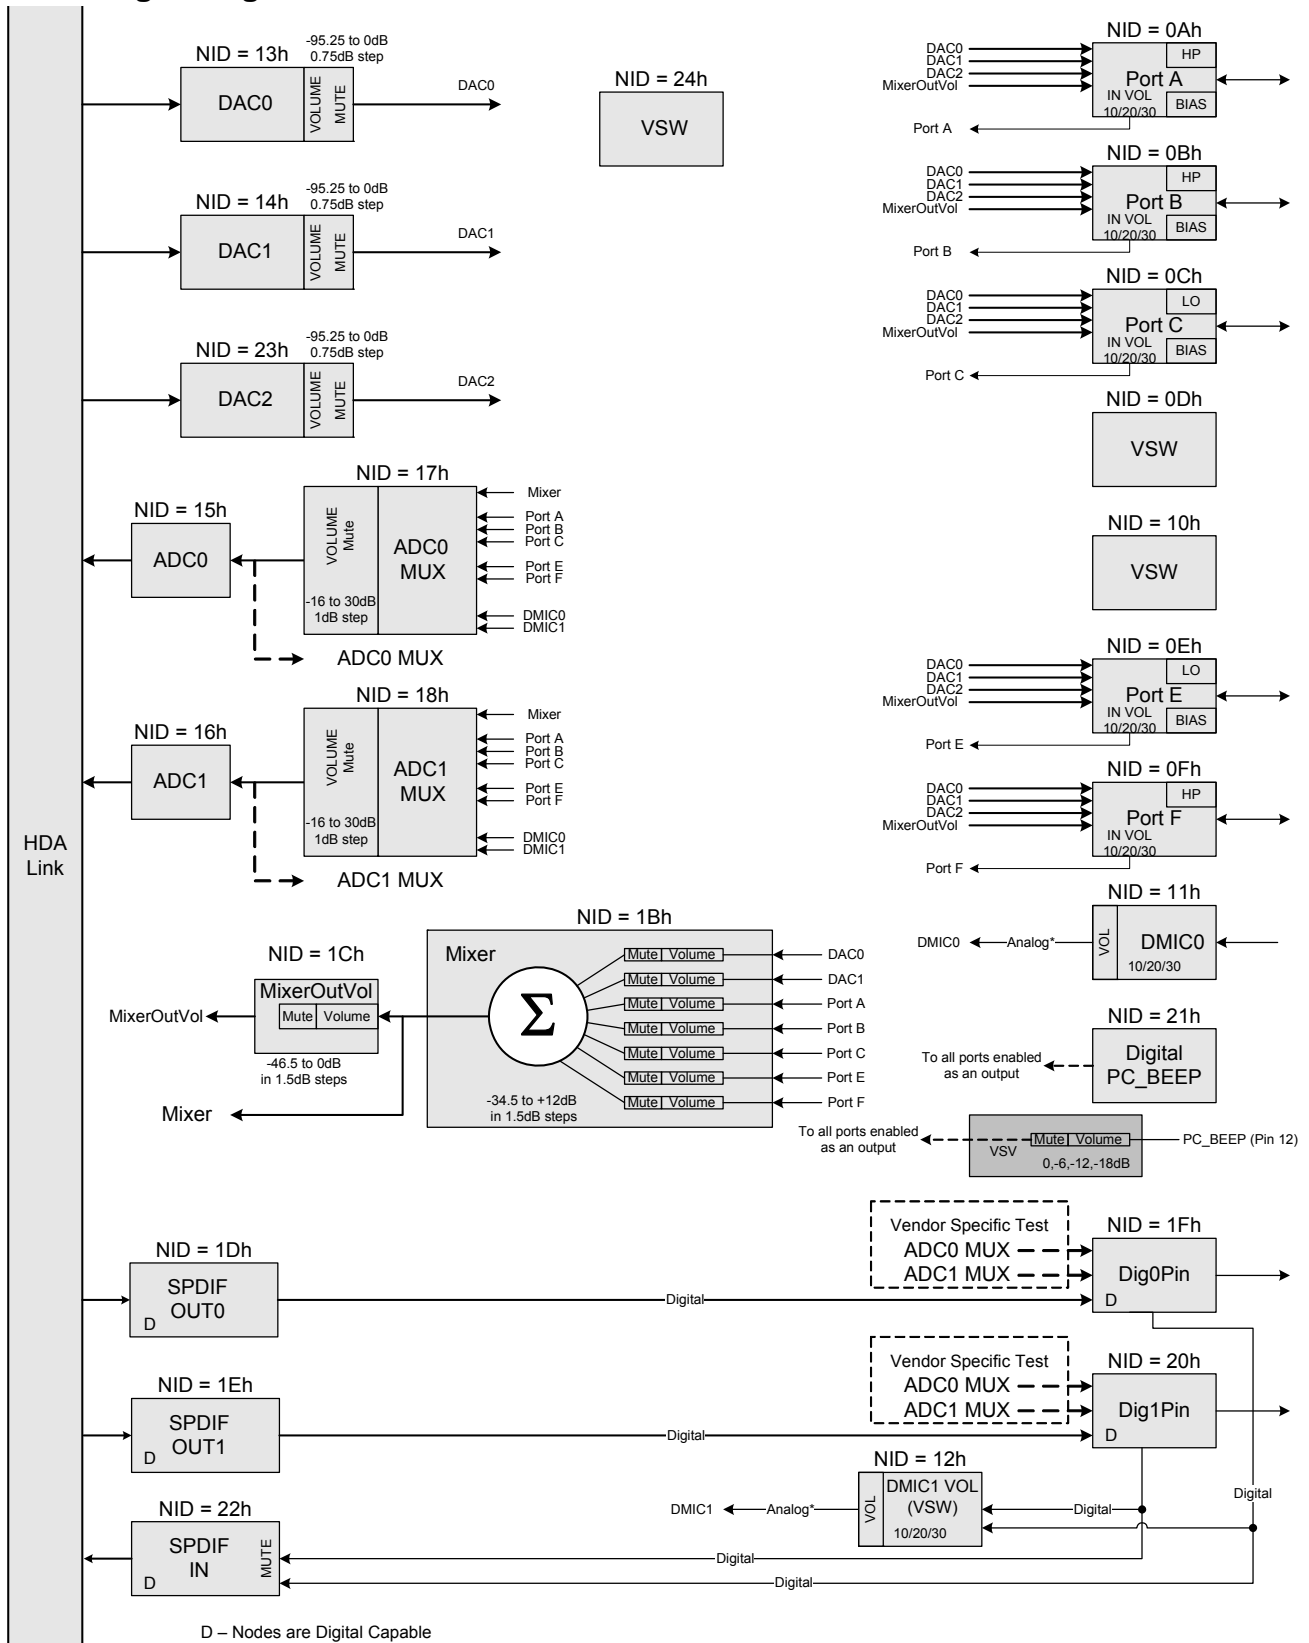 HDA
Link
NID = 13h
-95.25 to 0dB
0.75dB step
DAC0
VOLUME
MUTE
DAC0
NID = 14h
-95.25 to 0dB
0.75dB step
DAC1
VOLUME
MUTE
DAC1
NID = 23h
-95.25 to 0dB
0.75dB step
DAC2
VOLUME
MUTE
DAC2
NID = 24h
VSW
NID = 0Ah
DAC0
DAC1
DAC2
MixerOutVol
HP
Port A
IN VOL
10/20/30
BIAS
Port A
NID = 0Bh
DAC0
DAC1
DAC2
MixerOutVol
HP
Port B
IN VOL
10/20/30
BIAS
Port B
NID = 0Ch
DAC0
DAC1
DAC2
MixerOutVol
LO
Port C
IN VOL
10/20/30
BIAS
Port C
NID = 0Dh
VSW
NID = 10h
VSW
NID = 17h
NID = 15h
ADC0
VOLUME
Mute
-16 to 30dB
1dB step
ADC0
MUX
Mixer
Port A
Port B
Port C
Port E
Port F
DMIC0
DMIC1
ADC0 MUX
NID = 18h
NID = 16h
ADC1
VOLUME
Mute
-16 to 30dB
1dB step
ADC1
MUX
Mixer
Port A
Port B
Port C
Port E
Port F
DMIC0
DMIC1
ADC1 MUX
NID = 0Eh
DAC0
DAC1
DAC2
MixerOutVol
LO
Port E
IN VOL
10/20/30
BIAS
Port E
NID = 0Fh
DAC0
DAC1
DAC2
MixerOutVol
HP
Port F
IN VOL
10/20/30
Port F
NID = 11h
DMIC0
Analog*
VOL
DMIC0
10/20/30
NID = 1Bh
Mixer
Σ
Mute Volume
DAC0
Mute Volume
DAC1
Mute Volume
Port A
Mute Volume
Port B
Mute Volume
Port C
Mute Volume
Port E
Mute Volume
Port F
-34.5 to +12dB
in 1.5dB steps
NID = 1Ch
MixerOutVol
Mute Volume
MixerOutVol
-46.5 to 0dB
in 1.5dB steps
Mixer
NID = 21h
Digital
PC_BEEP
To all ports enabled
as an output
To all ports enabled
as an output
VSV
Mute Volume
0,-6,-12,-18dB
PC_BEEP (Pin 12)
NID = 1Dh
SPDIF
OUT0
D
Digital
Vendor Specific Test
ADC0 MUX
ADC1 MUX
NID = 1Fh
Dig0Pin
D
NID = 1Eh
SPDIF
OUT1
D
Digital
Vendor Specific Test
ADC0 MUX
ADC1 MUX
NID = 20h
Dig1Pin
D
NID = 12h
DMIC1
Analog*
VOL
DMIC1 VOL
(VSW)
10/20/30
Digital
Digital
NID = 22h
SPDIF
IN
D
MUTE
Digital
Digital
D – Nodes are Digital Capable